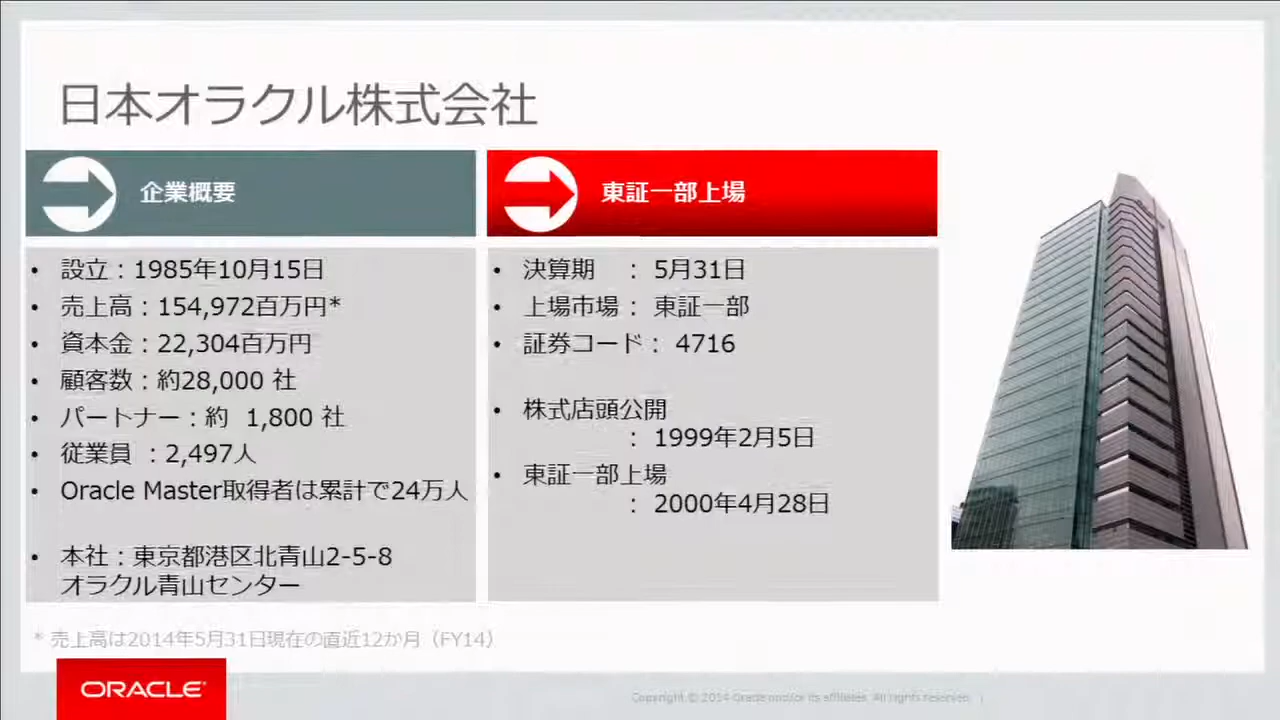 日本オラクル株式会社
企業概要
• 設立：1985年10月15日
• 売上高：154,972百万円*
• 資本金：22,304百万円
• 顧客数：約28,000 社
• パートナー：約 1,800 社
• 従業員 ：2,497人
• Oracle Master取得者は累計で24万人
• 本社：東京都港区北青山2-5-8
オラクル青山センター
東証一部上場
• 決算期 ： 5月31日
• 上場市場： 東証一部
• 証券コード： 4716
• 株式店頭公開
： 1999年2月5日
• 東証一部上場
： 2000年4月28日
* 売上高は2014年5月31日現在の直近12か月（FY14）
ORACLE®
Copyright © 2014 Oracle and/or its affiliates. All rights reserved. |